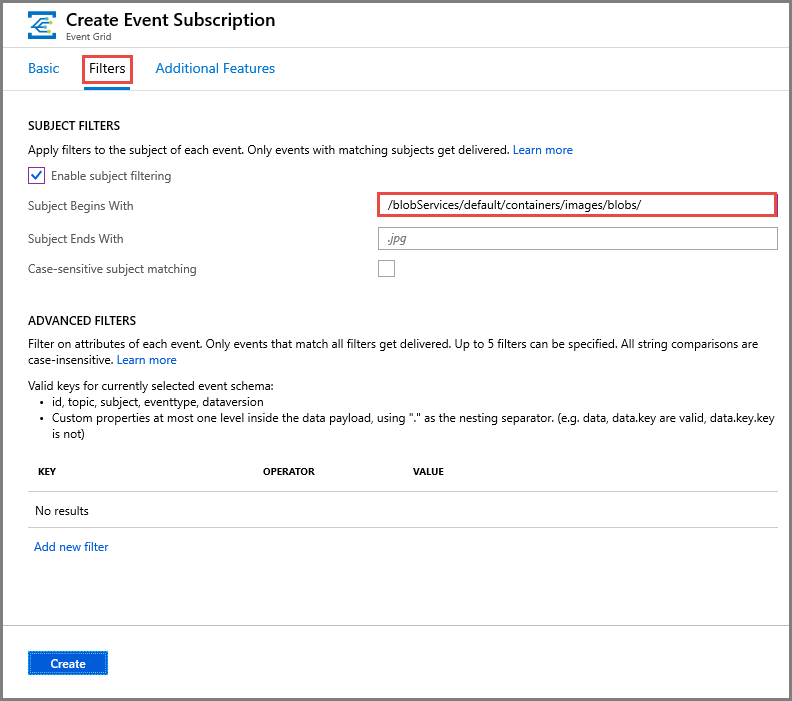 Create Event Subscription
Event Grid
Basic
Filters
Additional Features
SUBJECT FILTERS
Apply filters to the subject of each event. Only events with matching subjects get delivered. Learn more
Enable subject filtering
Subject Begins With
/blobServices/default/containers/images/blobs/
Subject Ends With
.jpg
Case-sensitive subject matching
ADVANCED FILTERS
Filter on attributes of each event. Only events that match all filters get delivered. Up to 5 filters can be specified. All string comparisons are
case-insensitive. Learn more
Valid keys for currently selected event schema:
• id, topic, subject, eventtype, dataversion
• Custom properties at most one level inside the data payload, using "." as the nesting separator. (e.g. data, data.key are valid, data.key.key
is not)
KEY OPERATOR VALUE
No results
Add new filter
Create